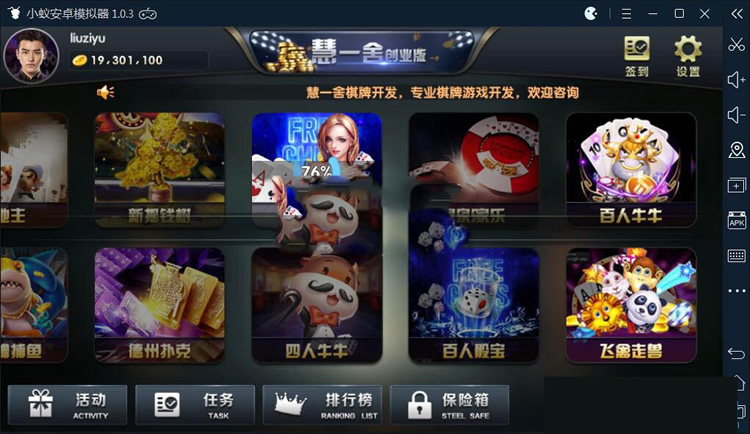 小蚁安卓模拟器 1.0.3
liuziyu
19,301,100
慧一舍创业版
签到
设置
慧一舍棋牌开发，专业棋牌游戏开发，欢迎咨询
FREE
76%
10 J Q K A
地主
新摇钱树
家乐
百人牛牛
FREE
APK
捕鱼
德州扑克
四人牛牛
百人骰宝
飞禽走兽
活动
ACTIVITY
任务
TASK
排行榜
RANKING LIST
保险箱
STEEL SAFE